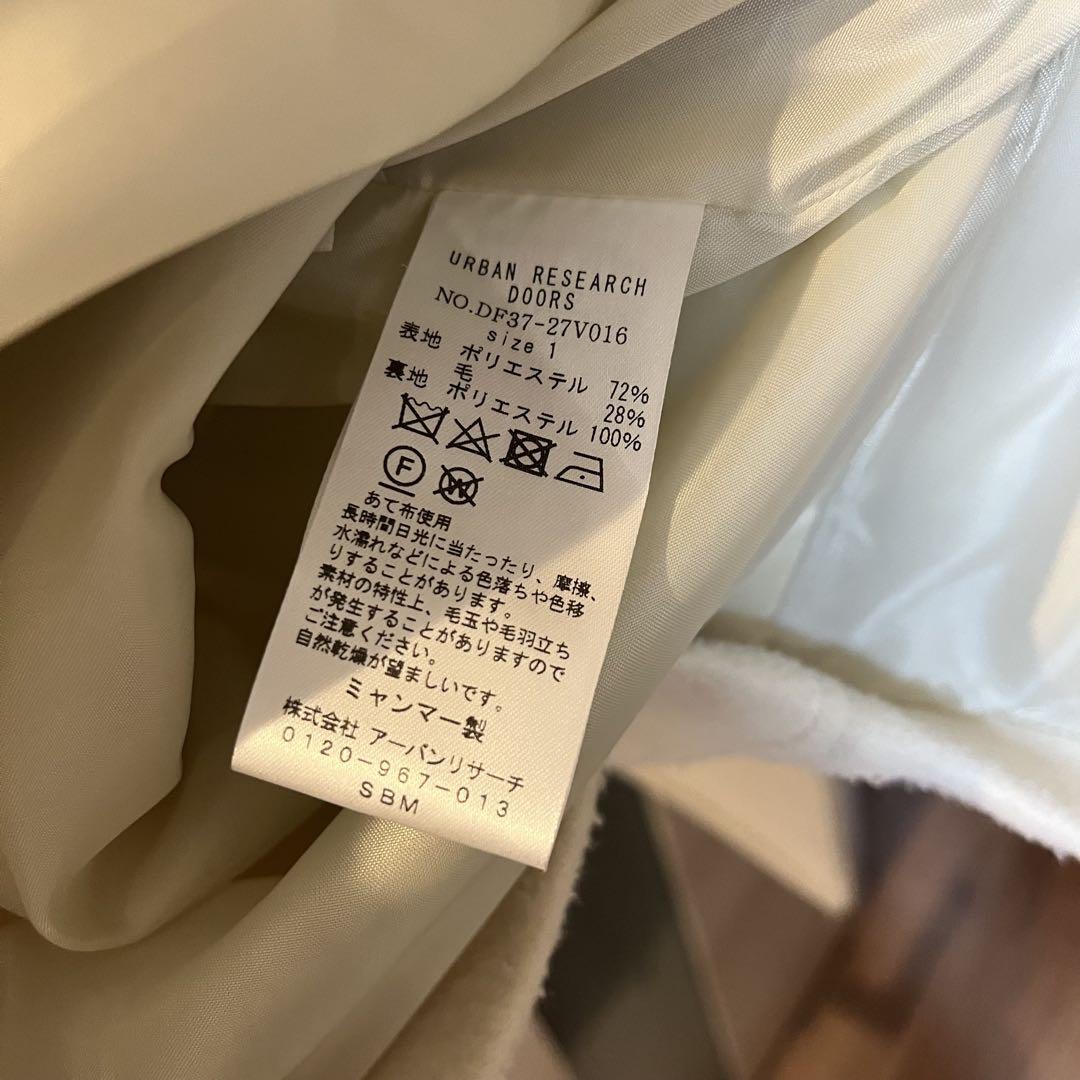 URBAN RESEARCH
DOORS
NO.DF37-27V016
size 1
表地 ポリエステル 72%
毛 28%
裏地 ポリエステル 100%
F W
あて布使用
長時間日光に当たったり、摩擦、
水濡れなどによる色落ちや色移
りすることがあります。
素材の特性上、毛玉や毛羽立ち
が発生することがありますので
ご注意ください。
自然乾燥が望ましいです。
ミャンマー製
株式会社 アーバンリサーチ
0120-967-013
SBM